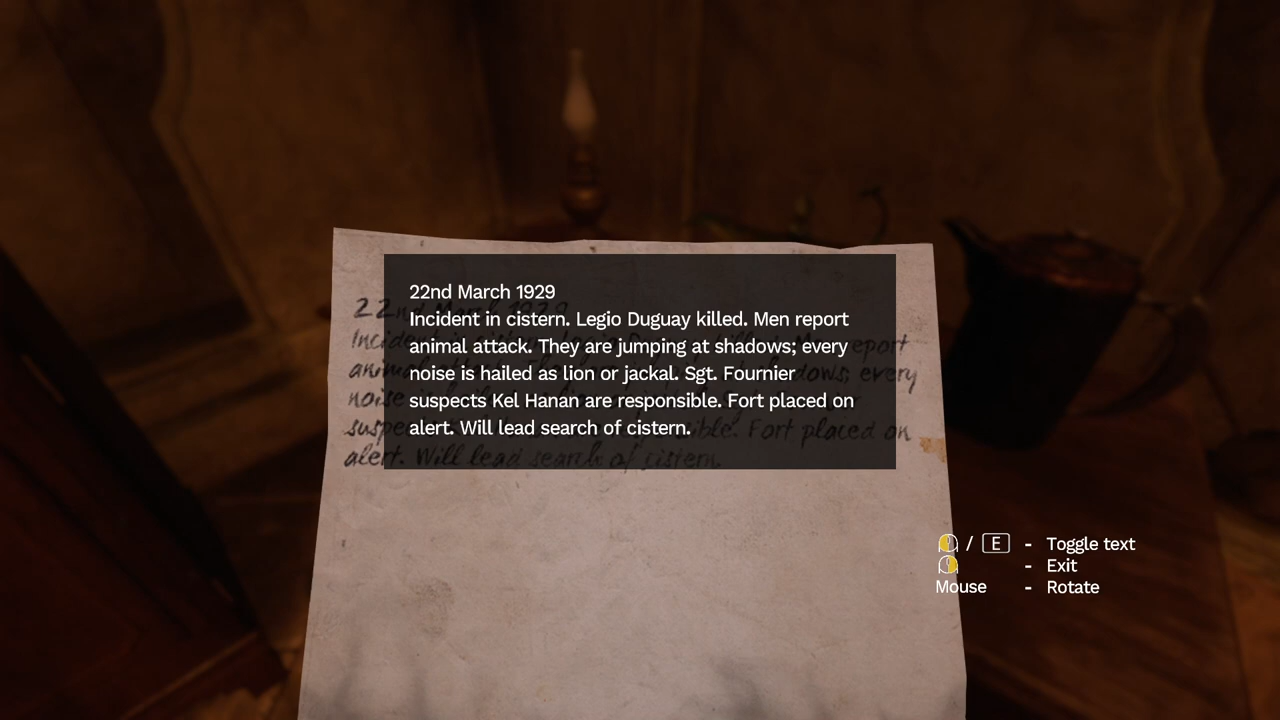 22nd March 1929
Incident in cistern. Legio Duguay killed. Men report
animal attack. They are jumping at shadows; every
noise is hailed as lion or jackal. Sgt. Fournier
suspects Kel Hanan are responsible. Fort placed on
alert. Will lead search of cistern.
/ E - Toggle text
- Exit
Mouse - Rotate